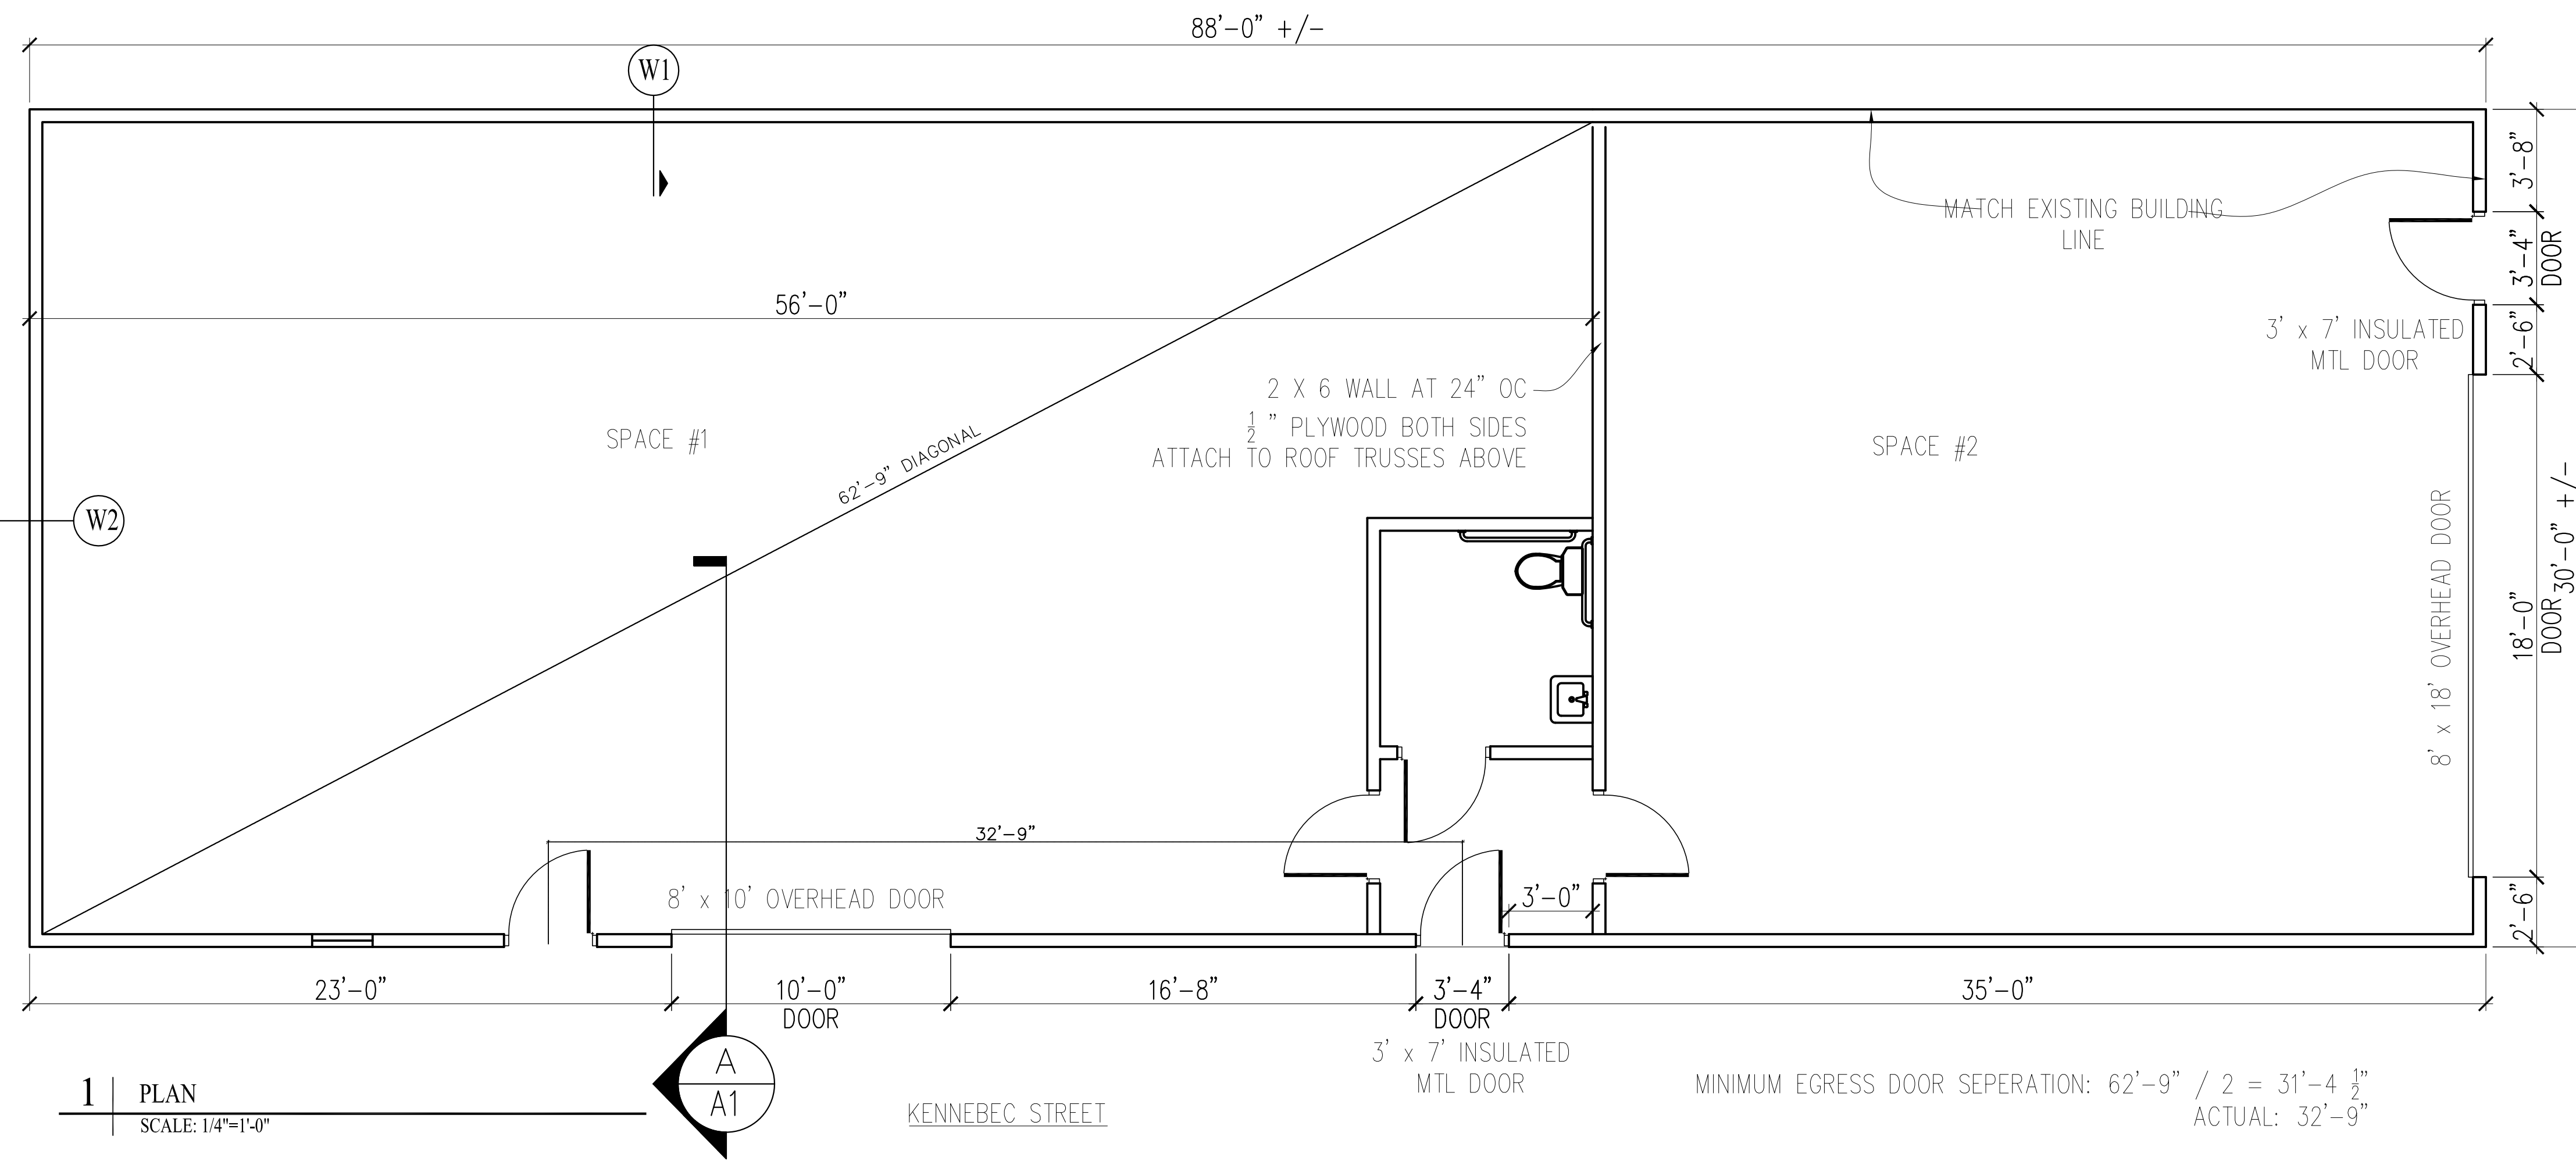 88'-0" +/-
W1
3'-8"
MATCH EXISTING BUILDING
LINE
3'-4"
DOOR
56'-0"
3' x 7' INSULATED
MTL DOOR
2'-6"
2 X 6 WALL AT 24" OC
½ " PLYWOOD BOTH SIDES
ATTACH TO ROOF TRUSSES ABOVE
SPACE #1
62'-9" DIAGONAL
SPACE #2
W2
8' x 18' OVERHEAD DOOR
18'-0"
DOOR
30'-0" +/-
32'-9"
8' x 10' OVERHEAD DOOR
3'-0"
2'-6"
23'-0"
10'-0"
DOOR
16'-8"
3'-4"
DOOR
35'-0"
3' x 7' INSULATED
MTL DOOR
A
A1
1
PLAN
SCALE: 1/4"=1'-0"
KENNEBEC STREET
MINIMUM EGRESS DOOR SEPERATION: 62'-9" / 2 = 31'-4 ½"
ACTUAL: 32'-9"